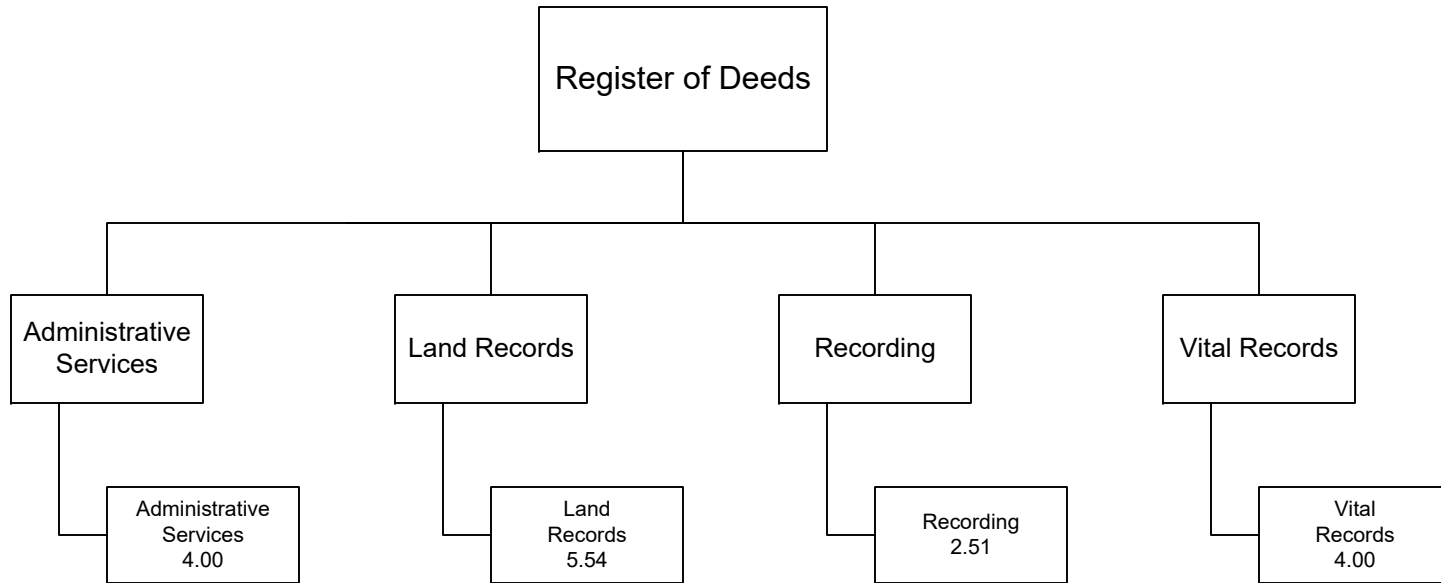 Register of Deeds
Administrative
Services
Land Records
Recording
Vital Records
Administrative
Services
4.00
Land
Records
5.54
Recording
2.51
Vital
Records
4.00